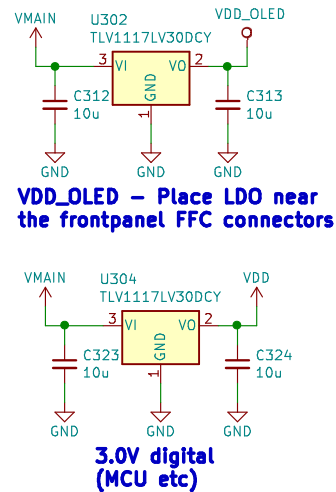 VMAIN
U302
TLV1117LV30DCY
VDD_OLED
3 VI VO 2
GND
1
C312
10u
C313
10u
GND GND GND
VDD_OLED - Place LDO near
the frontpanel FFC connectors
VMAIN
U304
TLV1117LV30DCY
VDD
3 VI VO 2
GND
1
C323
10u
C324
10u
GND GND GND
3.0V digital
(MCU etc)